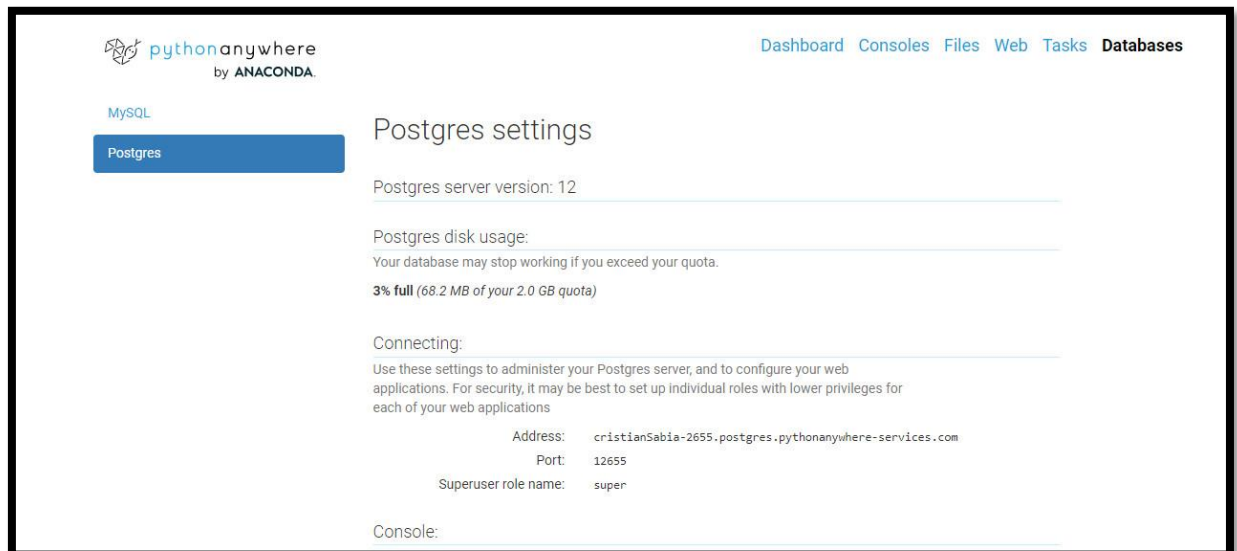 pythonanywhere
by ANACONDA.
Dashboard Consoles Files Web Tasks Databases
MySQL
Postgres
Postgres settings
Postgres server version: 12
Postgres disk usage:
Your database may stop working if you exceed your quota.
3% full (68.2 MB of your 2.0 GB quota)
Connecting:
Use these settings to administer your Postgres server, and to configure your web
applications. For security, it may be best to set up individual roles with lower privileges for
each of your web applications
Address: cristianSabia-2655.postgres.pythonanywhere-services.com
Port: 12655
Superuser role name: super
Console: